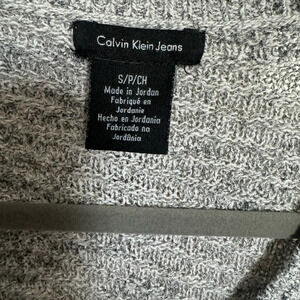 Calvin Klein Jeans
S/P/CH
Made in Jordan
Fabriqué en
Jordanie
Hecho en Jordania
Fabricado na
Jordânia